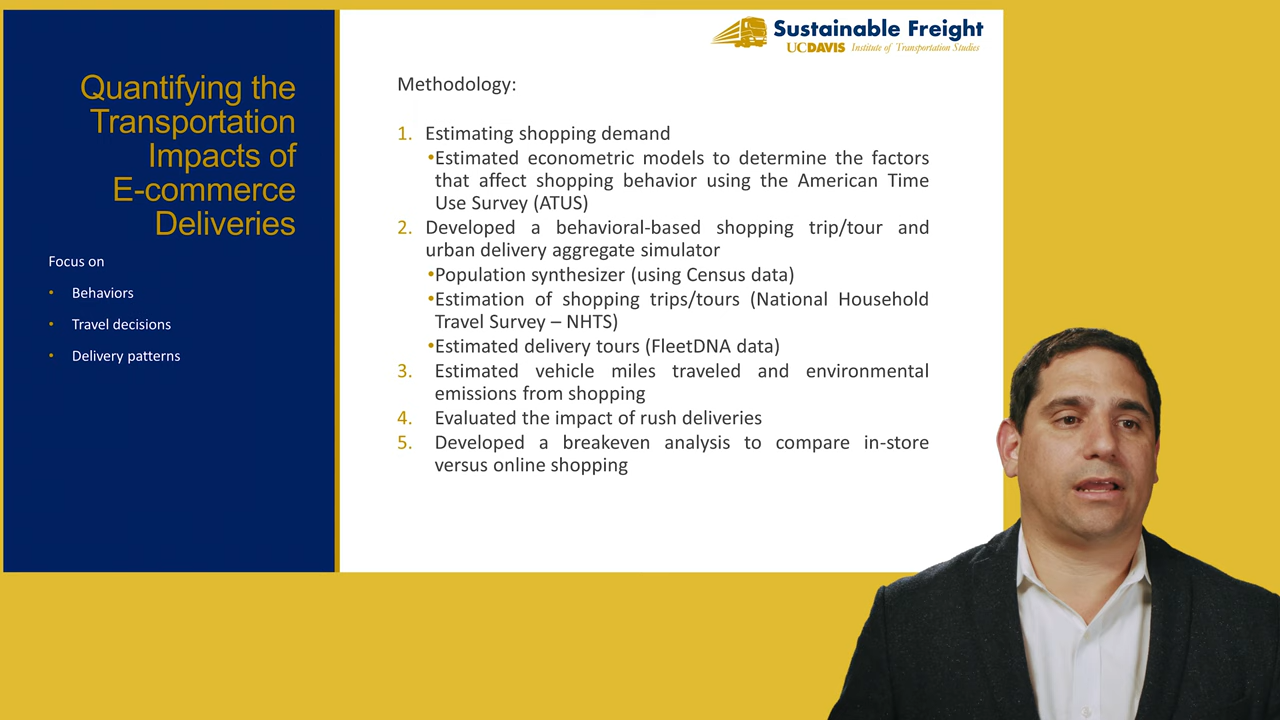 Sustainable Freight
UCDAVIS Institute of Transportation Studies
Quantifying the
Transportation
Impacts of
E-commerce
Deliveries
Focus on
• Behaviors
• Travel decisions
• Delivery patterns
Methodology:
1. Estimating shopping demand
•Estimated econometric models to determine the factors
that affect shopping behavior using the American Time
Use Survey (ATUS)
2. Developed a behavioral-based shopping trip/tour and
urban delivery aggregate simulator
•Population synthesizer (using Census data)
•Estimation of shopping trips/tours (National Household
Travel Survey – NHTS)
•Estimated delivery tours (FleetDNA data)
3. Estimated vehicle miles traveled and environmental
emissions from shopping
4. Evaluated the impact of rush deliveries
5. Developed a breakeven analysis to compare in-store
versus online shopping